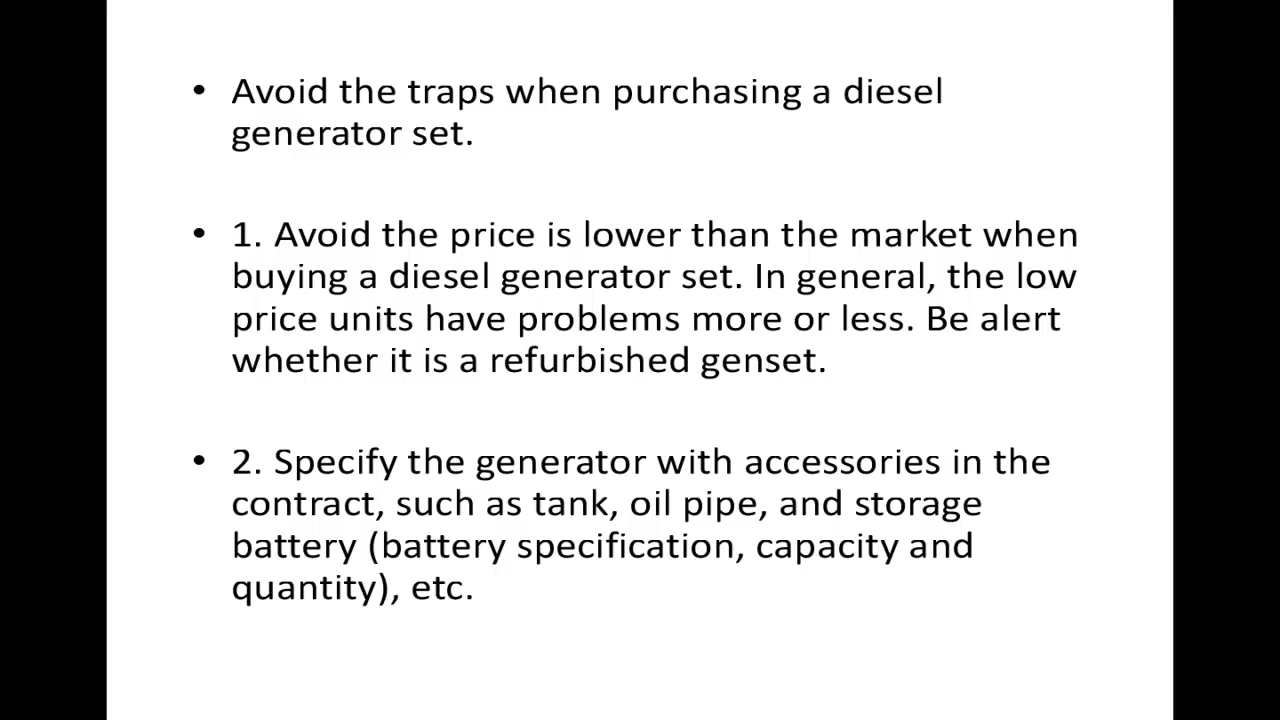 • Avoid the traps when purchasing a diesel
generator set.
• 1. Avoid the price is lower than the market when
buying a diesel generator set. In general, the low
price units have problems more or less. Be alert
whether it is a refurbished genset.
• 2. Specify the generator with accessories in the
contract, such as tank, oil pipe, and storage
battery (battery specification, capacity and
quantity), etc.